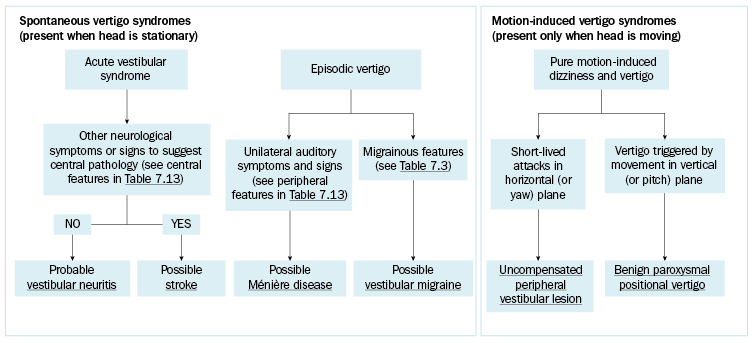 Spontaneous vertigo syndromes
(present when head is stationary)
Acute vestibular
syndrome
Other neurological
symptoms or signs to suggest
central pathology (see central
features in Table 7.13)
NO
YES
Probable
vestibular neuritis
Possible
stroke
Episodic vertigo
Unilateral auditory
symptoms and signs
(see peripheral
features in Table 7.13)
Migrainous features
(see Table 7.3)
Possible
Ménière disease
Possible
vestibular migraine
Motion-induced vertigo syndromes
(present only when head is moving)
Pure motion-induced
dizziness and vertigo
Short-lived
attacks in
horizontal (or
yaw) plane
Vertigo triggered by
movement in vertical
(or pitch) plane
Uncompensated
peripheral
vestibular lesion
Benign paroxysmal
positional vertigo